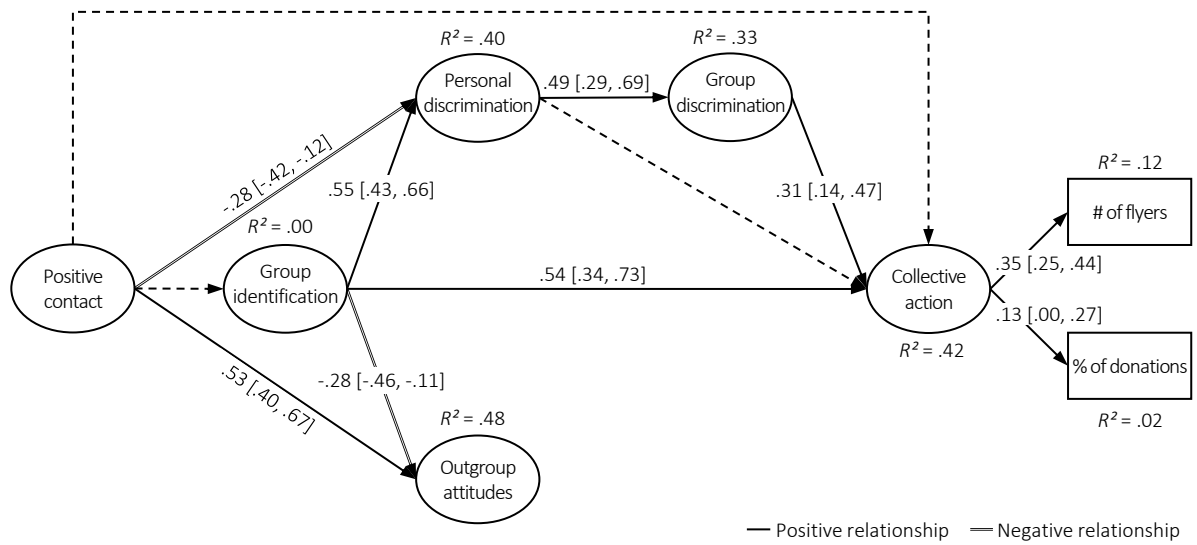 R² = .40
R² = .33
Personal
discrimination
.49 [.29, .69]
Group
discrimination
-.28 [-.42, -.12]
.55 [.43, .66]
.31 [.14, .47]
R² = .12
# of flyers
R² = .00
Positive
contact
Group
identification
.54 [.34, .73]
Collective
action
.35 [.25, .44]
.13 [.00, .27]
R² = .42
% of donations
R² = .02
.53 [.40, .67]
-.28 [-.46, -.11]
R² = .48
Outgroup
attitudes
Positive relationship
Negative relationship